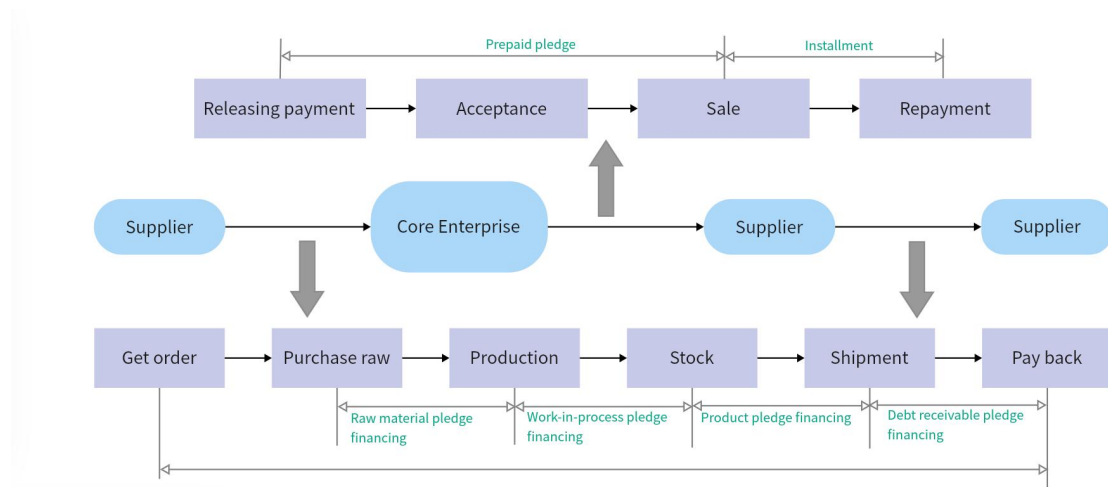 Prepaid pledge
Installment
Releasing payment
Acceptance
Sale
Repayment
Supplier
Core Enterprise
Supplier
Supplier
Get order
Purchase raw
Production
Stock
Shipment
Pay back
Raw material pledge
financing
Work-in-process pledge
financing
Product pledge financing
Debt receivable pledge
financing